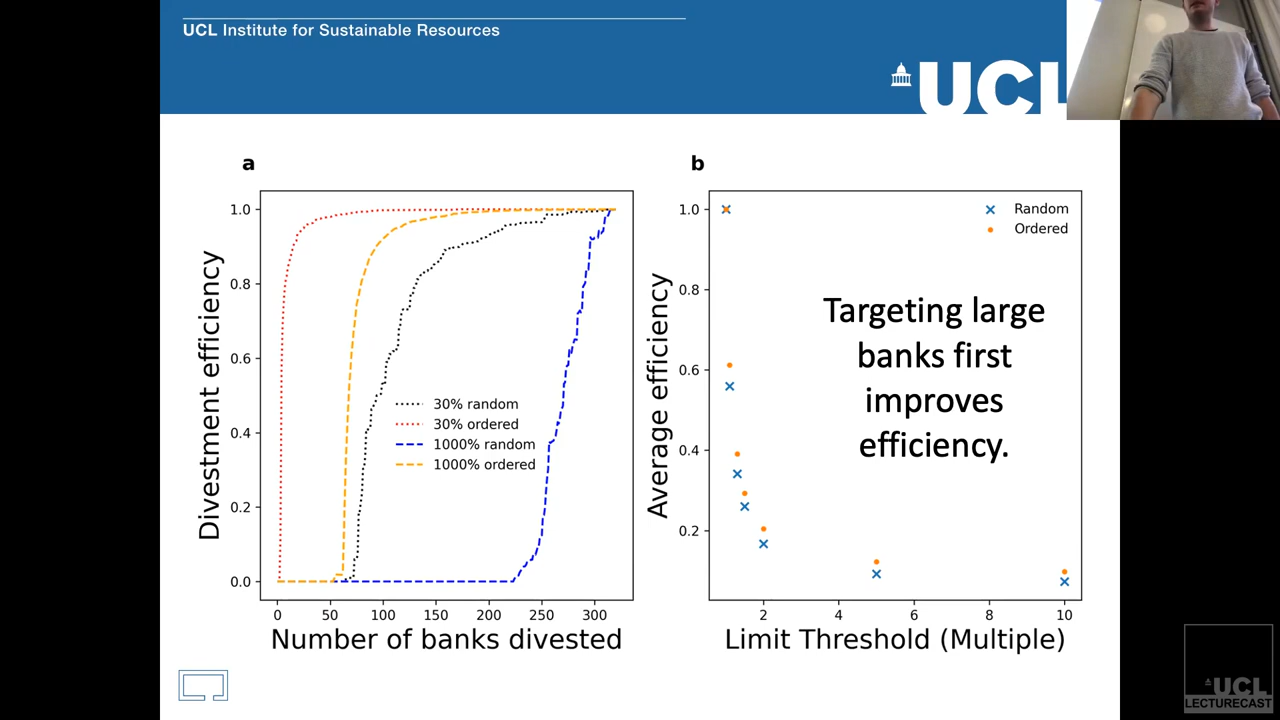 UCL Institute for Sustainable Resources
UCL
a
b
Divestment efficiency
1.0
0.8
0.6
0.4
0.2
0.0
30% random
30% ordered
1000% random
1000% ordered
0 50 100 150 200 250 300
Number of banks divested
Average efficiency
1.0
0.8
0.6
0.4
0.2
Random
Ordered
Targeting large
banks first
improves
efficiency.
2 4 6 8 10
Limit Threshold (Multiple)
UCL
LECTURECAST